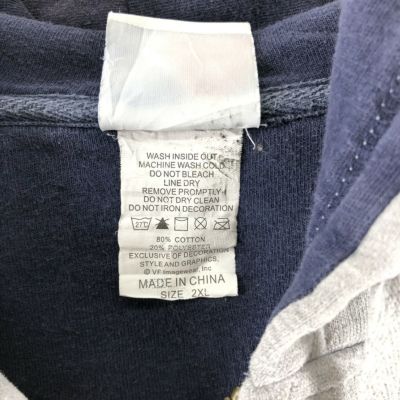 WASH INSIDE OUT
MACHINE WASH COLD
DO NOT BLEACH
LINE DRY
REMOVE PROMPTLY
DO NOT DRY CLEAN
DO NOT IRON DECORATION
80% COTTON
20% POLYESTER
EXCLUSIVE OF DECORATION
STYLE AND GRAPHICS
© VF Imagewear, Inc
MADE IN CHINA
SIZE 2XL